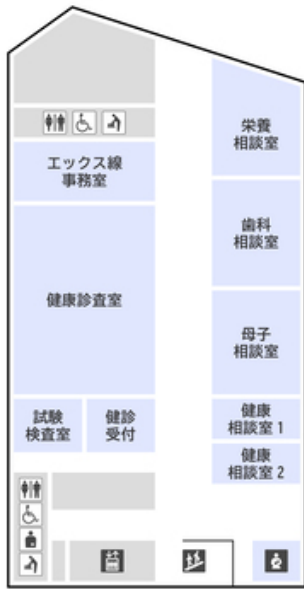 栄養
相談室
エックス線
事務室
歯科
相談室
健康診査室
母子
相談室
試験
検査室
健診
受付
健康
相談室 1
健康
相談室 2